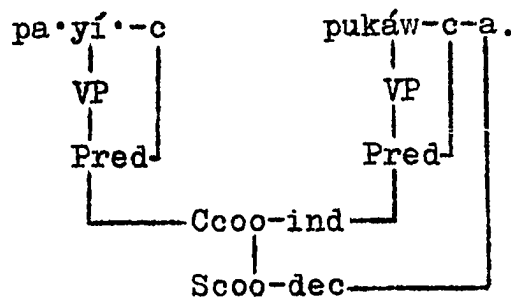 pa·yí·-c pukáw-c-a.
VP VP
Pred Pred
Ccoo-ind
Scoo-dec